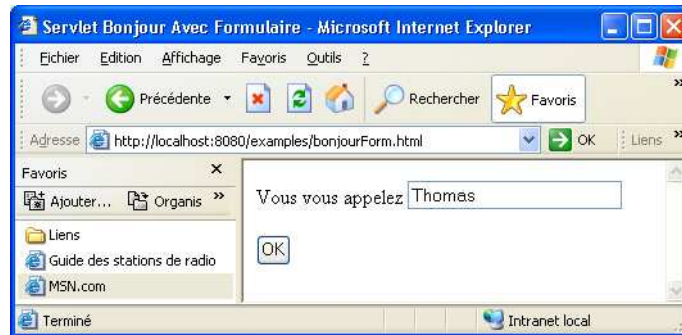 Servlet Bonjour Avec Formulaire - Microsoft Internet Explorer
Fichier Edition Affichage Favoris Outils ?
Précédente Rechercher Favoris »
Adresse http://localhost:8080/examples/bonjourForm.html OK Liens »
Favoris ×
Ajouter... Organis »
Liens
Guide des stations de radio
MSN.com
Vous vous appelez Thomas
OK
Terminé Intranet local